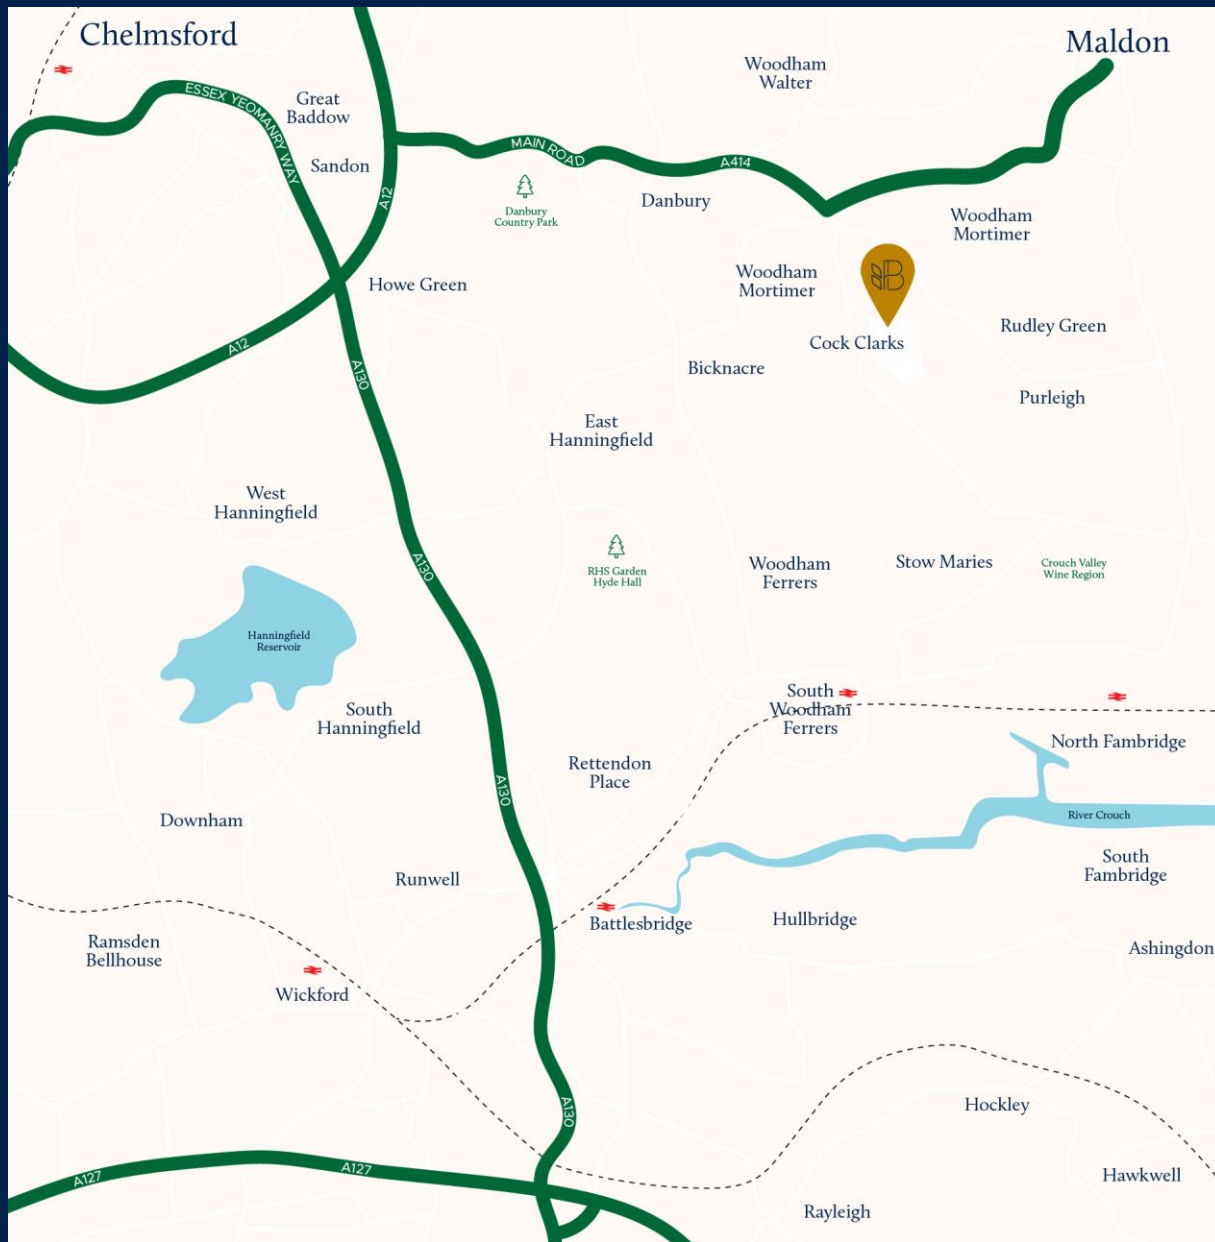 Chelmsford
Maldon
Woodham
Walter
ESSEX YEOMANRY WAY
Great
Baddow
MAIN ROAD
A414
Sandon
A12
Danbury
Danbury
Country Park
Woodham
Mortimer
B
Woodham
Mortimer
Howe Green
Rudley Green
A12
Cock Clarks
A130
Bicknacre
Purleigh
East
Hanningfield
West
Hanningfield
A130
RHS Garden
Hyde Hall
Woodham
Ferrers
Stow Maries
Crouch Valley
Wine Region
Hanningfield
Reservoir
South
Hanningfield
South
Woodham
Ferrers
North Fambridge
Rettendon
Place
A130
Downham
River Crouch
South
Fambridge
Runwell
Battlesbridge
Hullbridge
Ramsden
Bellhouse
Ashingdon
Wickford
Hockley
A130
A127
A127
Hawkwell
Rayleigh